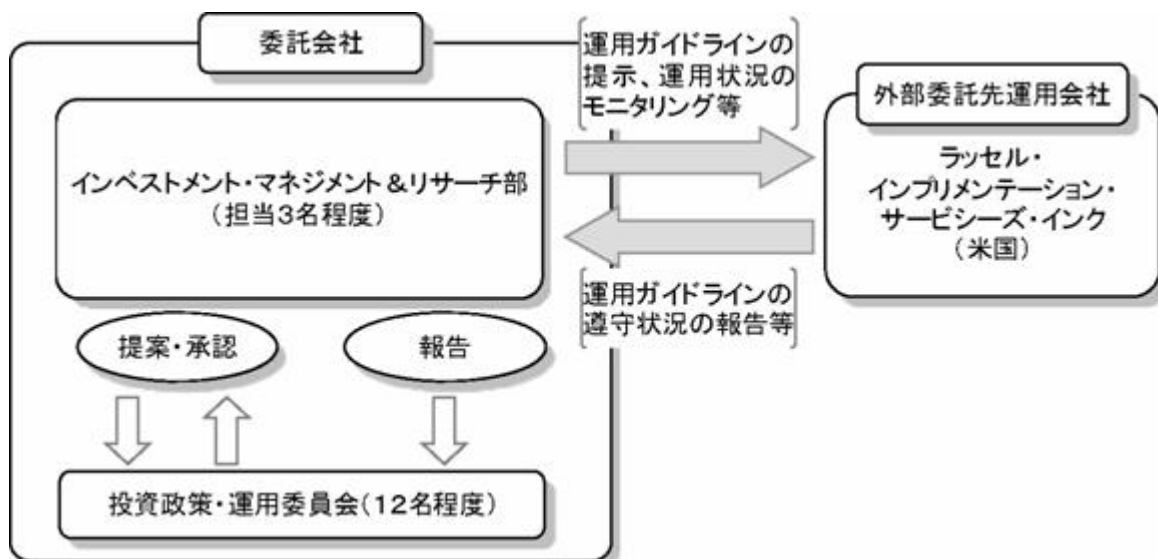 委託会社
運用ガイドラインの
提示、運用状況の
モニタリング等
外部委託先運用会社
インベストメント・マネジメント&リサーチ部
(担当3名程度)
ラッセル・
インプリメンテーション・
サービシーズ・インク
(米国)
運用ガイドラインの
遵守状況の報告等
提案・承認
報告
投資政策・運用委員会(12名程度)